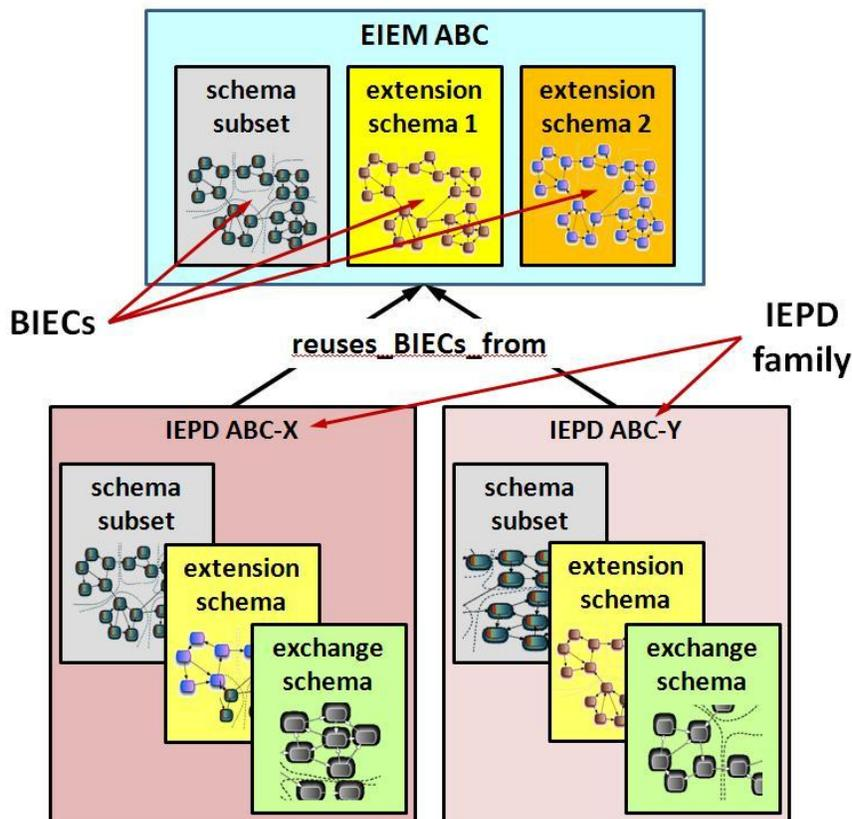 EIEM ABC
schema
subset
extension
schema 1
extension
schema 2
BIECs
reuses_BIECs_from
IEPD
family
IEPD ABC-X
schema
subset
extension
schema
exchange
schema
IEPD ABC-Y
schema
subset
extension
schema
exchange
schema